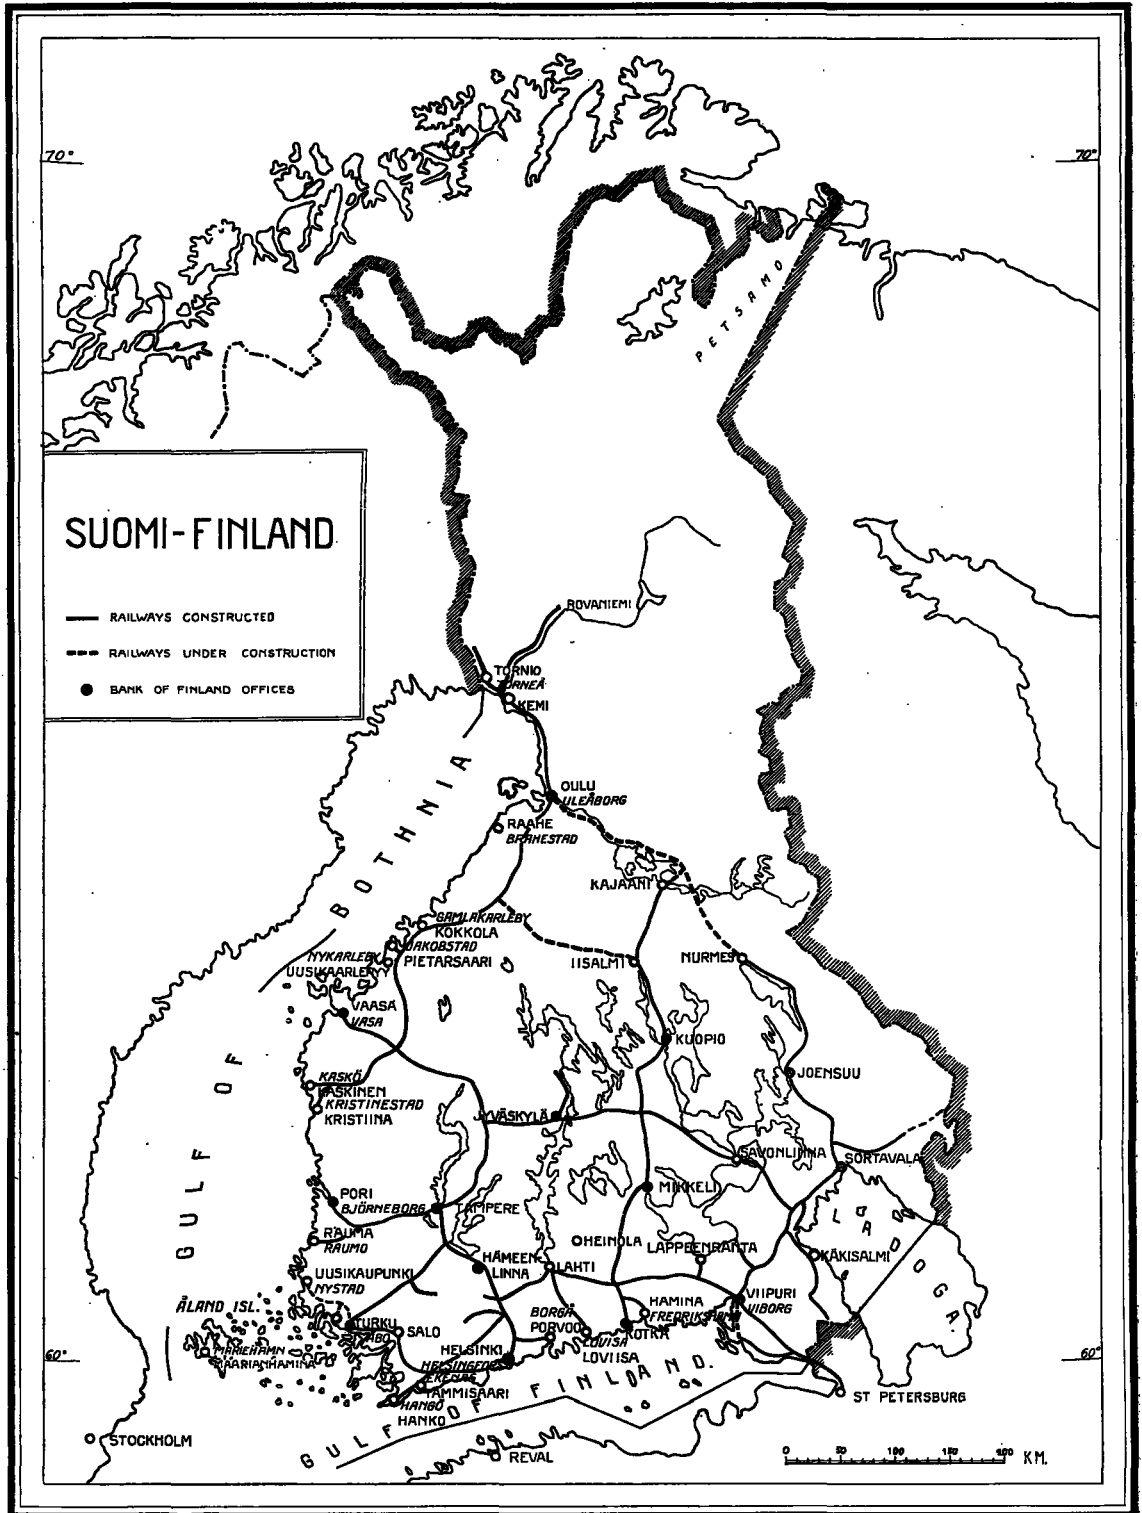 70°
70°
PETSAMO
SUOMI-FINLAND
RAILWAYS CONSTRUCTED
RAILWAYS UNDER CONSTRUCTION
BANK OF FINLAND OFFICES
ROVANIEMI
TORNIO
TORNEÅ
KEMI
GULF OF BOTHNIA
OULU
ULEÅBORG
RAAHE
BRAHESTAD
KAJAANI
GAMLAKARLEBY
KOKKOLA
JAKOBSTAD
PIETARSAARI
NYKARLEBY
UUSIKAARLEPYY
IISALMI
NURMES
VAASA
VASA
KUOPIO
JOENSUU
KASKÖ
KASKINEN
KRISTINESTAD
KRISTIINA
JYVÄSKYLÄ
SAVONLINNA
SORTAVALA
PORI
BJÖRNEBORG
TAMPERE
MIKKELI
LADOGA
RAUMA
RAUMO
HEINOLA
LAPPEENRANTA
KÄKISALMI
HÄMEEN-
LINNA
LAHTI
UUSIKAUPUNKI
NYSTAD
ÅLAND ISL.
VIIPURI
VIBORG
HAMINA
FREDRIKSHAMN
BORGÅ
PORVOO
KOTKA
LOVISA
LOVIISA
TURKU
ÅBO
SALO
MARIEHAMN
MAARIANHAMINA
HELSINKI
HELSINGFORS
EKENÄS
TAMMISAARI
HANGÖ
HANKO
GULF OF FINLAND.
60°
60°
ST PETERSBURG
STOCKHOLM
REVAL
0 50 100 150 200 KM.